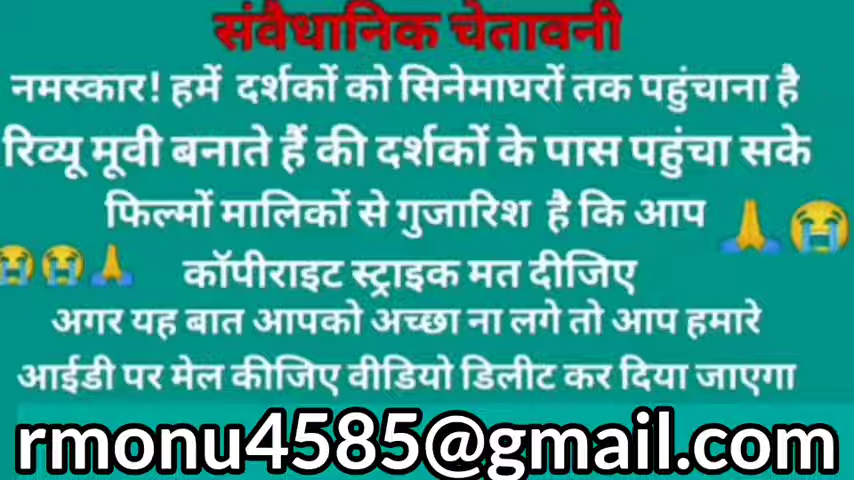 संवैधानिक चेतावनी
नमस्कार! हमें दर्शकों को सिनेमाघरों तक पहुंचाना है
रिव्यू मूवी बनाते हैं की दर्शकों के पास पहुंचा सके
फिल्मों मालिकों से गुजारिश है कि आप 🙏😭
😭😭🙏 कॉपीराइट स्ट्राइक मत दीजिए
अगर यह बात आपको अच्छा ना लगे तो आप हमारे
आईडी पर मेल कीजिए वीडियो डिलीट कर दिया जाएगा
rmonu4585@gmail.com